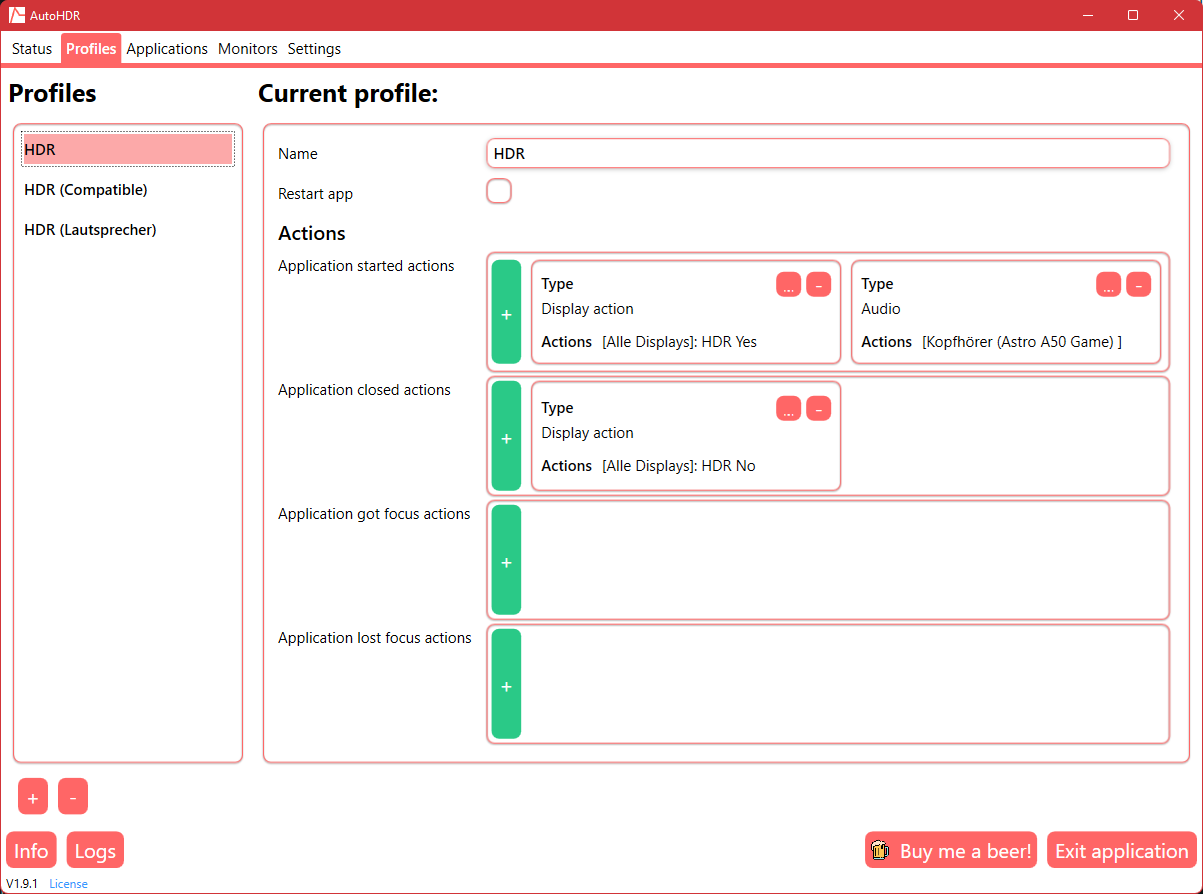 AutoHDR
Status Profiles Applications Monitors Settings
Profiles
HDR
HDR (Compatible)
HDR (Lautsprecher)
Current profile:
Name HDR
Restart app
Actions
Application started actions
+
Type ... -
Display action
Actions [Alle Displays]: HDR Yes
Type ... -
Audio
Actions [Kopfhörer (Astro A50 Game) ]
Application closed actions
+
Type ... -
Display action
Actions [Alle Displays]: HDR No
Application got focus actions
+
Application lost focus actions
+
+ -
Info Logs
Buy me a beer! Exit application
V1.9.1 License